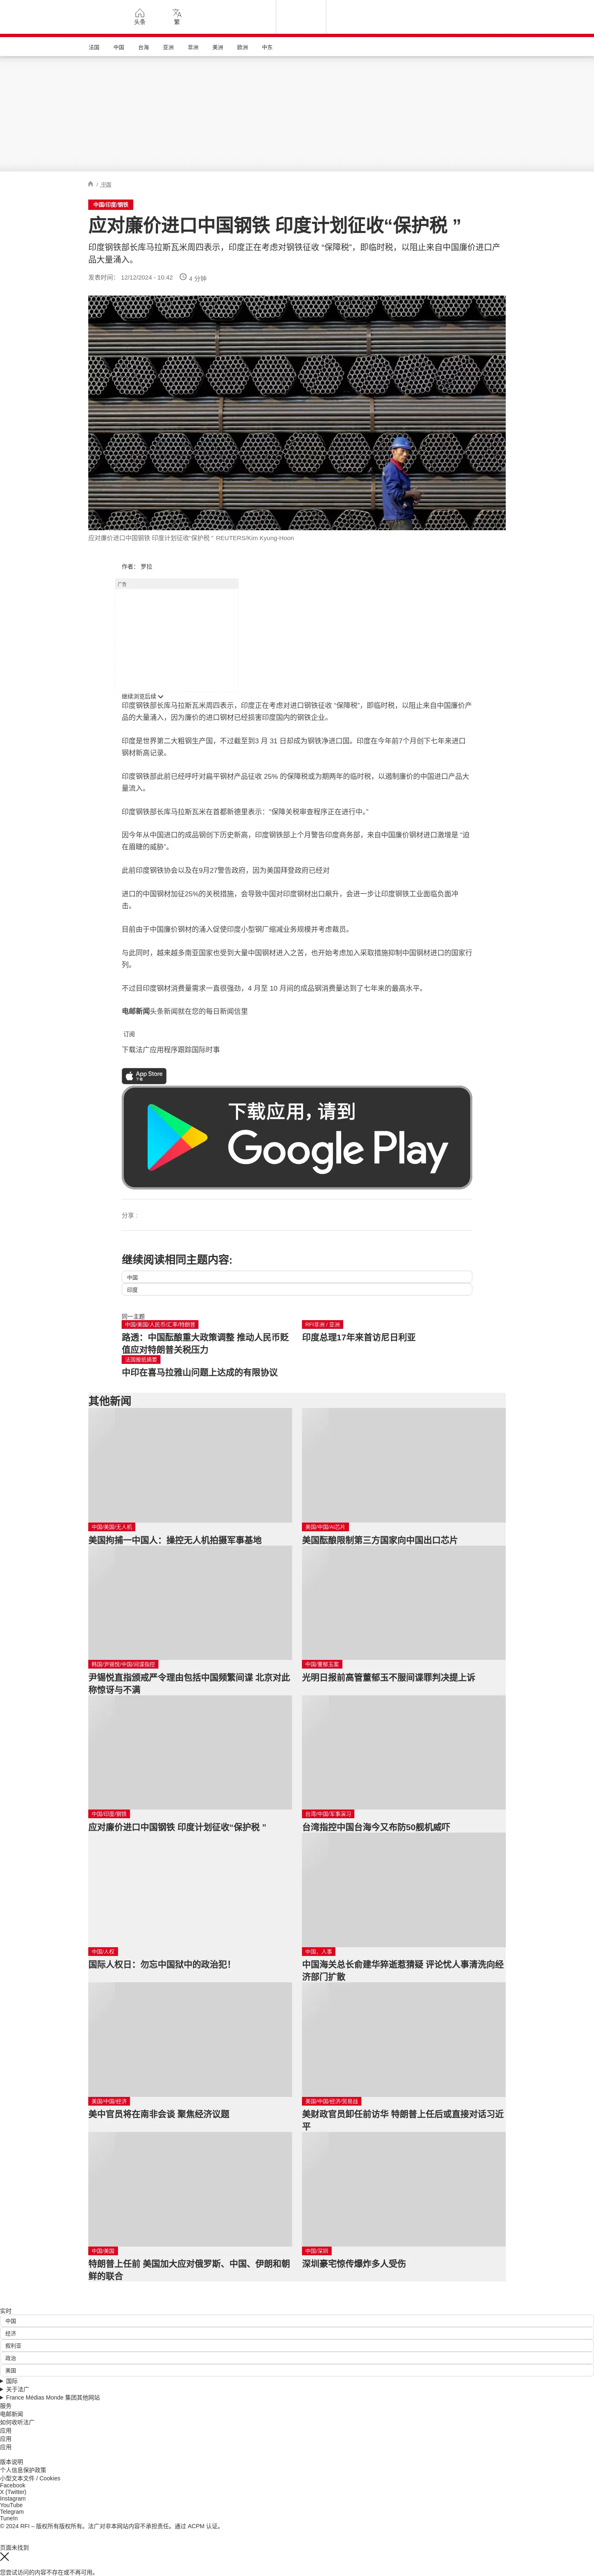 头条
繁
法国
中国
台海
亚洲
非洲
美洲
欧洲
中东
/ 中国
中国/印度/钢铁
应对廉价进口中国钢铁 印度计划征收“保护税 ”
印度钢铁部长库马拉斯瓦米周四表示，印度正在考虑对钢铁征收 “保障税”，即临时税，以阻止来自中国廉价进口产
品大量涌入。
发表时间： 12/12/2024 - 10:42
4 分钟
应对廉价进口中国钢铁 印度计划征收“保护税 ” REUTERS/Kim Kyung-Hoon
作者： 罗拉
广告
继续浏览后续
印度钢铁部长库马拉斯瓦米周四表示，印度正在考虑对进口钢铁征收 “保障税”，即临时税，以阻止来自中国廉价产
品的大量涌入，因为廉价的进口钢材已经损害印度国内的钢铁企业。
印度是世界第二大粗钢生产国，不过截至到3 月 31 日却成为钢铁净进口国。印度在今年前7个月创下七年来进口
钢材新高记录。
印度钢铁部此前已经呼吁对扁平钢材产品征收 25% 的保障税或为期两年的临时税，以遏制廉价的中国进口产品大
量流入。
印度钢铁部长库马拉斯瓦米在首都新德里表示："保障关税审查程序正在进行中。”
因今年从中国进口的成品钢创下历史新高，印度钢铁部上个月警告印度商务部，来自中国廉价钢材进口激增是 “迫
在眉睫的威胁”。
此前印度钢铁协会以及在9月27警告政府，因为美国拜登政府已经对
进口的中国钢材加征25%的关税措施，会导致中国对印度钢材出口飙升，会进一步让印度钢铁工业面临负面冲
击。
目前由于中国廉价钢材的涌入促使印度小型钢厂缩减业务规模并考虑裁员。
与此同时，越来越多南亚国家也受到大量中国钢材进入之苦，也开始考虑加入采取措施抑制中国钢材进口的国家行
列。
不过目印度钢材消费量需求一直很强劲，4 月至 10 月间的成品钢消费量达到了七年来的最高水平。
电邮新闻头条新闻就在您的每日新闻信里
订阅
下载法广应用程序跟踪国际时事
App Store
下载
下载应用，请到
Google Play
分享 :
继续阅读相同主题内容:
中国
印度
同一主题
中国/美国/人民币/汇率/特朗普
路透：中国酝酿重大政策调整 推动人民币贬
值应对特朗普关税压力
RFI非洲 / 亚洲
印度总理17年来首访尼日利亚
法国报纸摘要
中印在喜马拉雅山问题上达成的有限协议
其他新闻
中国/美国/无人机
美国拘捕一中国人：操控无人机拍摄军事基地
美国/中国/AI芯片
美国酝酿限制第三方国家向中国出口芯片
韩国/尹锡悦/中国/间谍指控
尹锡悦直指颁戒严令理由包括中国频繁间谍 北京对此
称惊讶与不满
中国/董郁玉案
光明日报前高管董郁玉不服间谍罪判决提上诉
中国/印度/钢铁
应对廉价进口中国钢铁 印度计划征收“保护税 ”
台湾/中国/军事演习
台湾指控中国台海今又布防50舰机威吓
中国/人权
国际人权日：勿忘中国狱中的政治犯！
中国、人事
中国海关总长俞建华猝逝惹猜疑 评论忧人事清洗向经
济部门扩散
美国/中国/经济
美中官员将在南非会谈 聚焦经济议题
美国/中国/经济/贸易战
美财政官员卸任前访华 特朗普上任后或直接对话习近
平
中国/美国
特朗普上任前 美国加大应对俄罗斯、中国、伊朗和朝
鲜的联合
中国/深圳
深圳豪宅惊传爆炸多人受伤
实时
中国
经济
叙利亚
政治
美国
国际
关于法广
France Médias Monde 集团其他网站
服务
电邮新闻
如何收听法广
应用
应用
应用
版本说明
个人信息保护政策
小型文本文件 / Cookies
Facebook
X (Twitter)
Instagram
YouTube
Telegram
TuneIn
© 2024 RFI – 版权所有版权所有。法广对非本网站内容不承担责任。通过 ACPM 认证。
页面未找到
您尝试访问的内容不存在或不再可用。